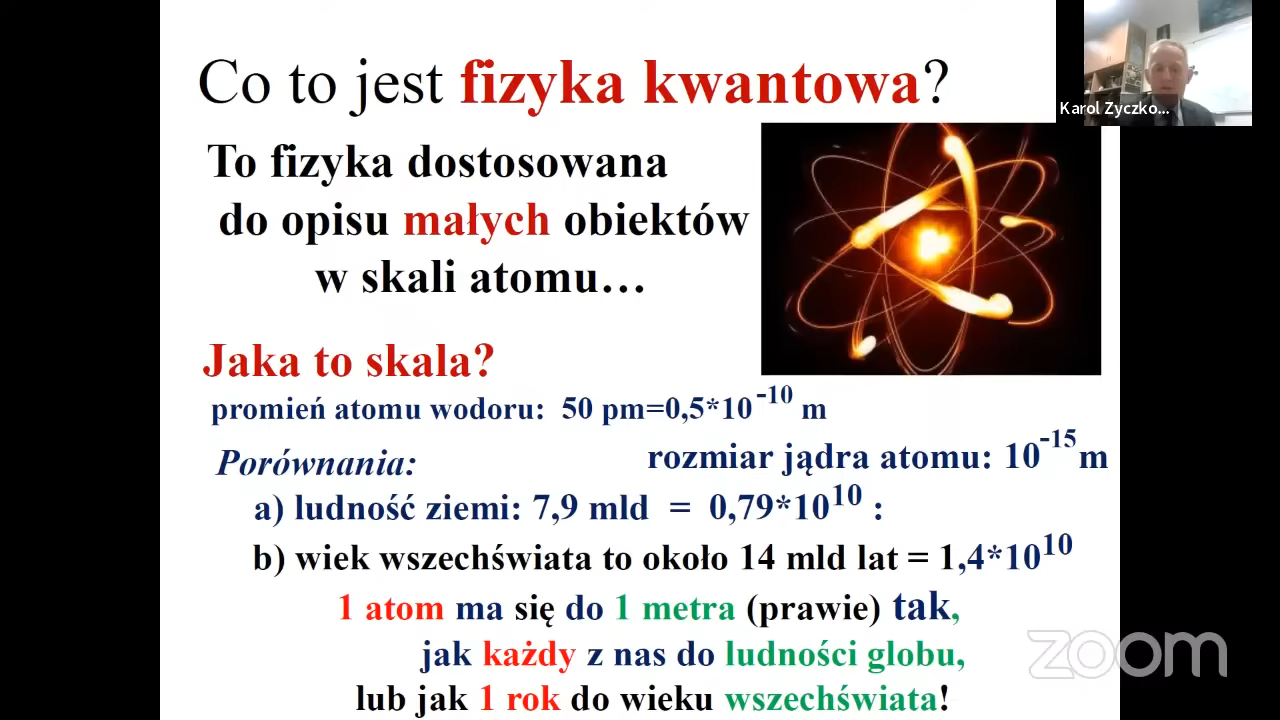 Co to jest fizyka kwantowa?
Karol Zyczko...
To fizyka dostosowana
do opisu małych obiektów
w skali atomu…
Jaka to skala?
promień atomu wodoru: 50 pm=0,5*10⁻¹⁰ m
Porównania:
rozmiar jądra atomu: 10⁻¹⁵ m
a) ludność ziemi: 7,9 mld = 0,79*10¹⁰ :
b) wiek wszechświata to około 14 mld lat = 1,4*10¹⁰
1 atom ma się do 1 metra (prawie) tak,
jak każdy z nas do ludności globu,
lub jak 1 rok do wieku wszechświata!
zoom